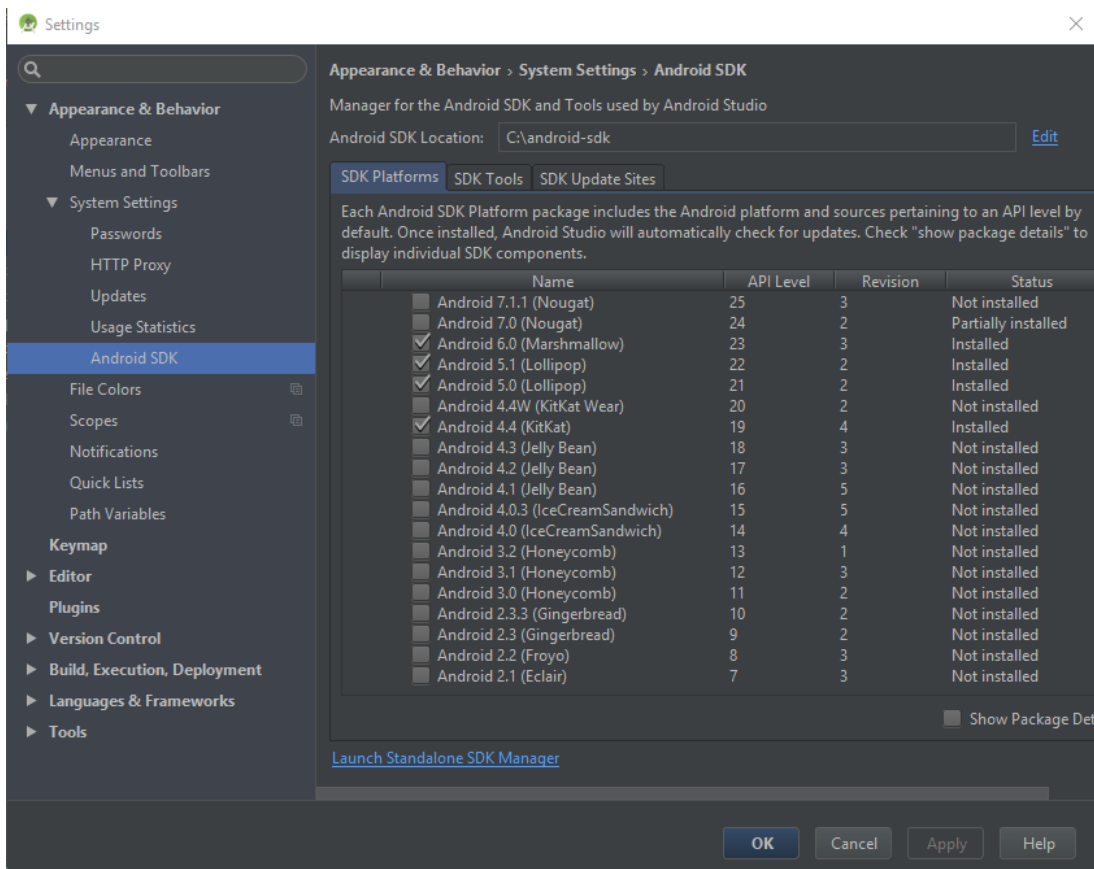 Settings
Appearance & Behavior
Appearance
Menus and Toolbars
System Settings
Passwords
HTTP Proxy
Updates
Usage Statistics
Android SDK
File Colors
Scopes
Notifications
Quick Lists
Path Variables
Keymap
Editor
Plugins
Version Control
Build, Execution, Deployment
Languages & Frameworks
Tools
Appearance & Behavior › System Settings › Android SDK
Manager for the Android SDK and Tools used by Android Studio
Android SDK Location: C:\android-sdk Edit
SDK Platforms SDK Tools SDK Update Sites
Each Android SDK Platform package includes the Android platform and sources pertaining to an API level by
default. Once installed, Android Studio will automatically check for updates. Check "show package details" to
display individual SDK components.
Name API Level Revision Status
Android 7.1.1 (Nougat) 25 3 Not installed
Android 7.0 (Nougat) 24 2 Partially installed
Android 6.0 (Marshmallow) 23 3 Installed
Android 5.1 (Lollipop) 22 2 Installed
Android 5.0 (Lollipop) 21 2 Installed
Android 4.4W (KitKat Wear) 20 2 Not installed
Android 4.4 (KitKat) 19 4 Installed
Android 4.3 (Jelly Bean) 18 3 Not installed
Android 4.2 (Jelly Bean) 17 3 Not installed
Android 4.1 (Jelly Bean) 16 5 Not installed
Android 4.0.3 (IceCreamSandwich) 15 5 Not installed
Android 4.0 (IceCreamSandwich) 14 4 Not installed
Android 3.2 (Honeycomb) 13 1 Not installed
Android 3.1 (Honeycomb) 12 3 Not installed
Android 3.0 (Honeycomb) 11 2 Not installed
Android 2.3.3 (Gingerbread) 10 2 Not installed
Android 2.3 (Gingerbread) 9 2 Not installed
Android 2.2 (Froyo) 8 3 Not installed
Android 2.1 (Eclair) 7 3 Not installed
Show Package Det
Launch Standalone SDK Manager
OK Cancel Apply Help